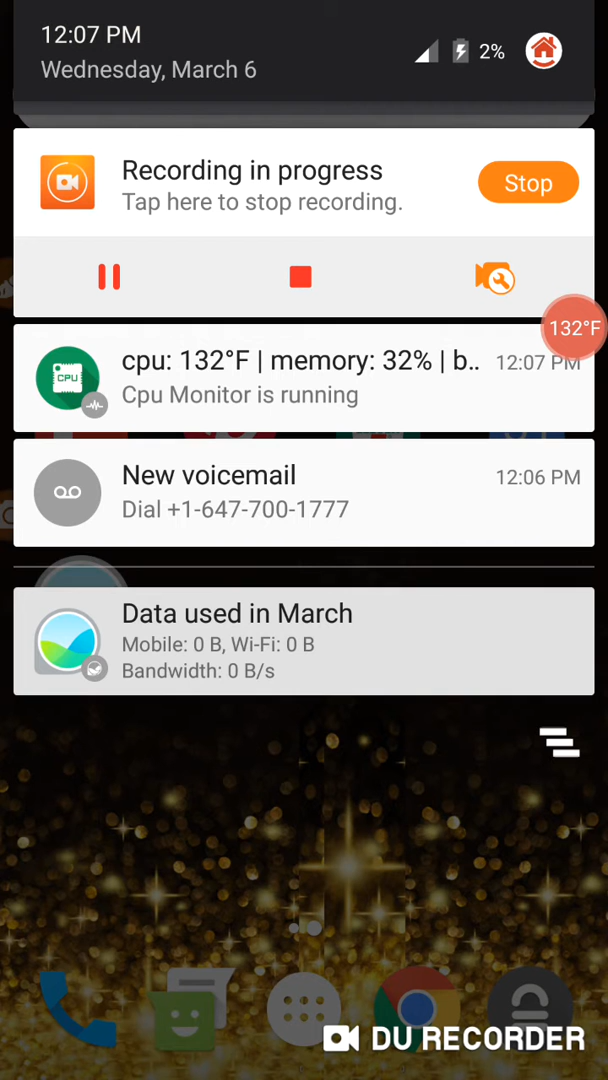 12:07 PM
2%
Wednesday, March 6
Recording in progress
Stop
Tap here to stop recording.
132°F
cpu: 132°F | memory: 32% | b..
12:07 PM
CPU
Cpu Monitor is running
New voicemail
12:06 PM
Dial +1-647-700-1777
Data used in March
Mobile: 0 B, Wi-Fi: 0 B
Bandwidth: 0 B/s
DU RECORDER